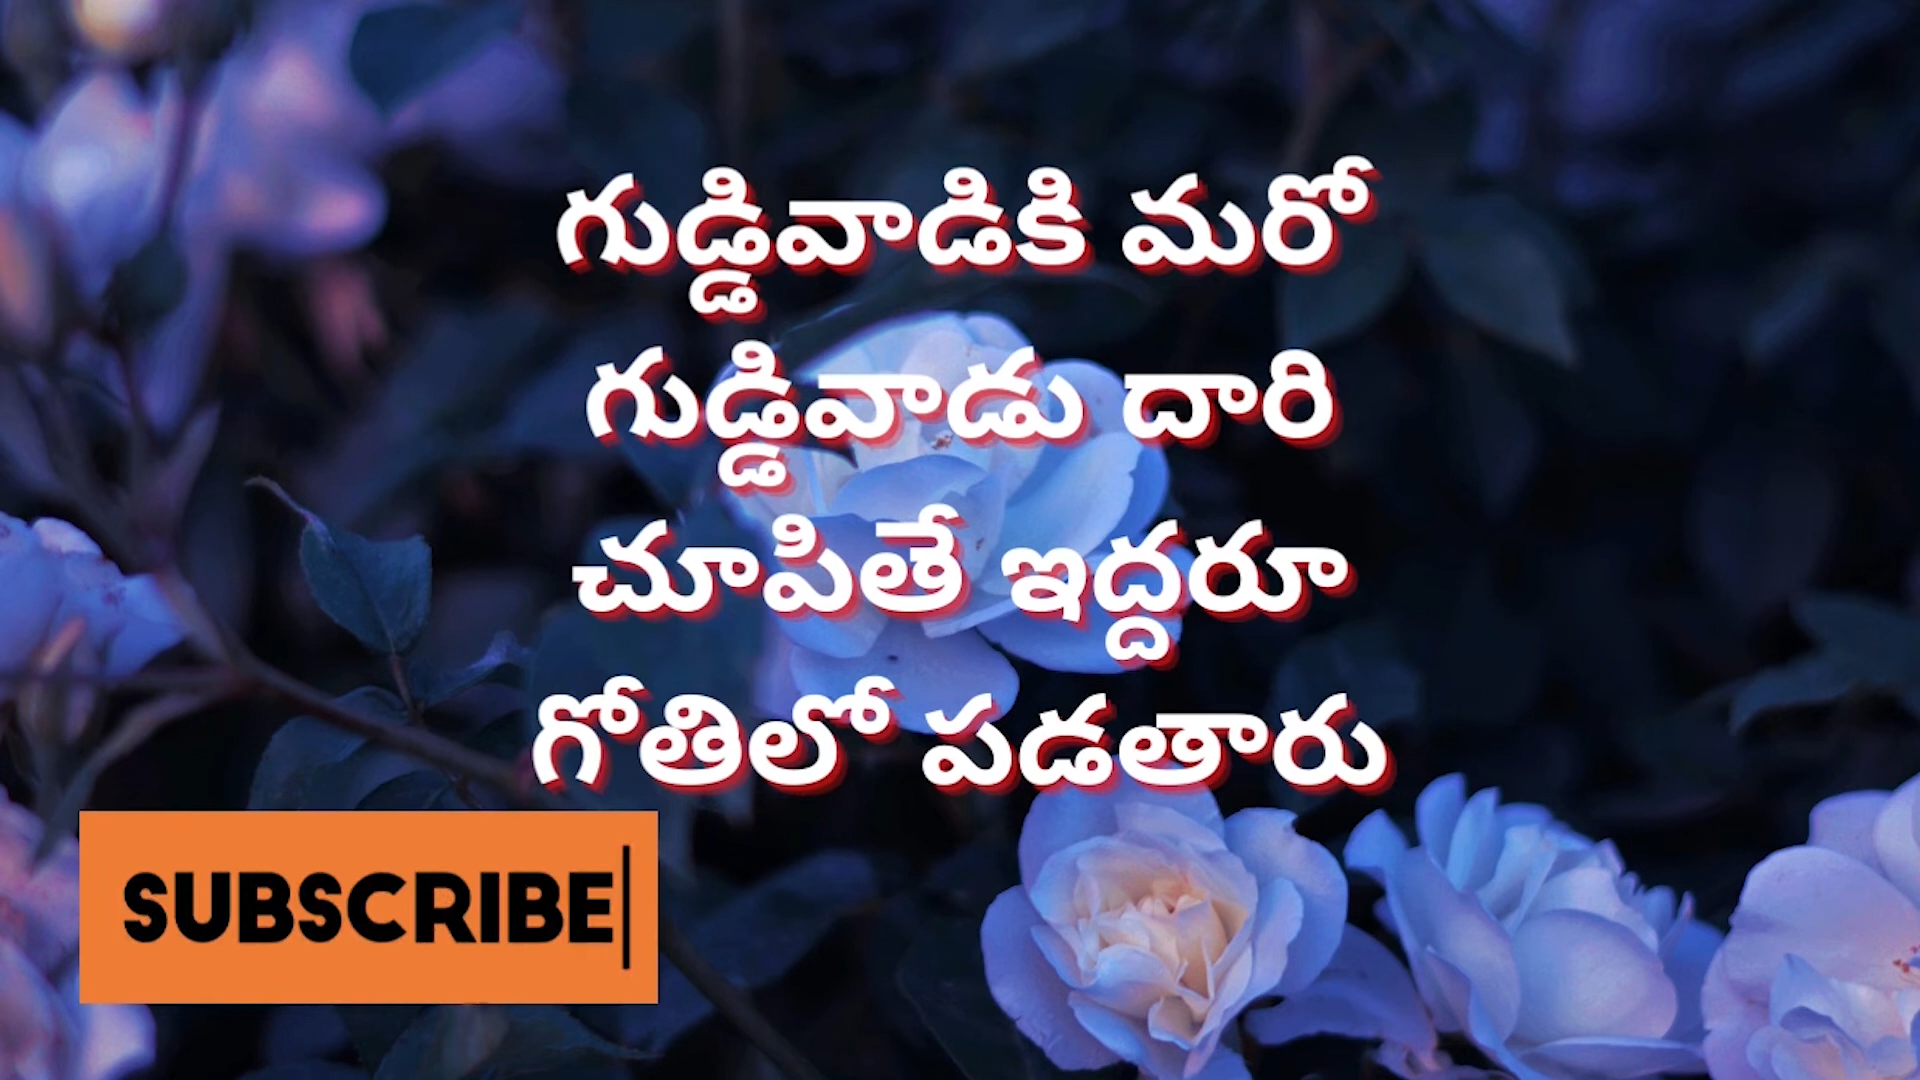 గుడ్డివాడికి మరో
గుడ్డివాడు దారి
చూపితే ఇద్దరూ
గోతిలో పడతారు
SUBSCRIBE